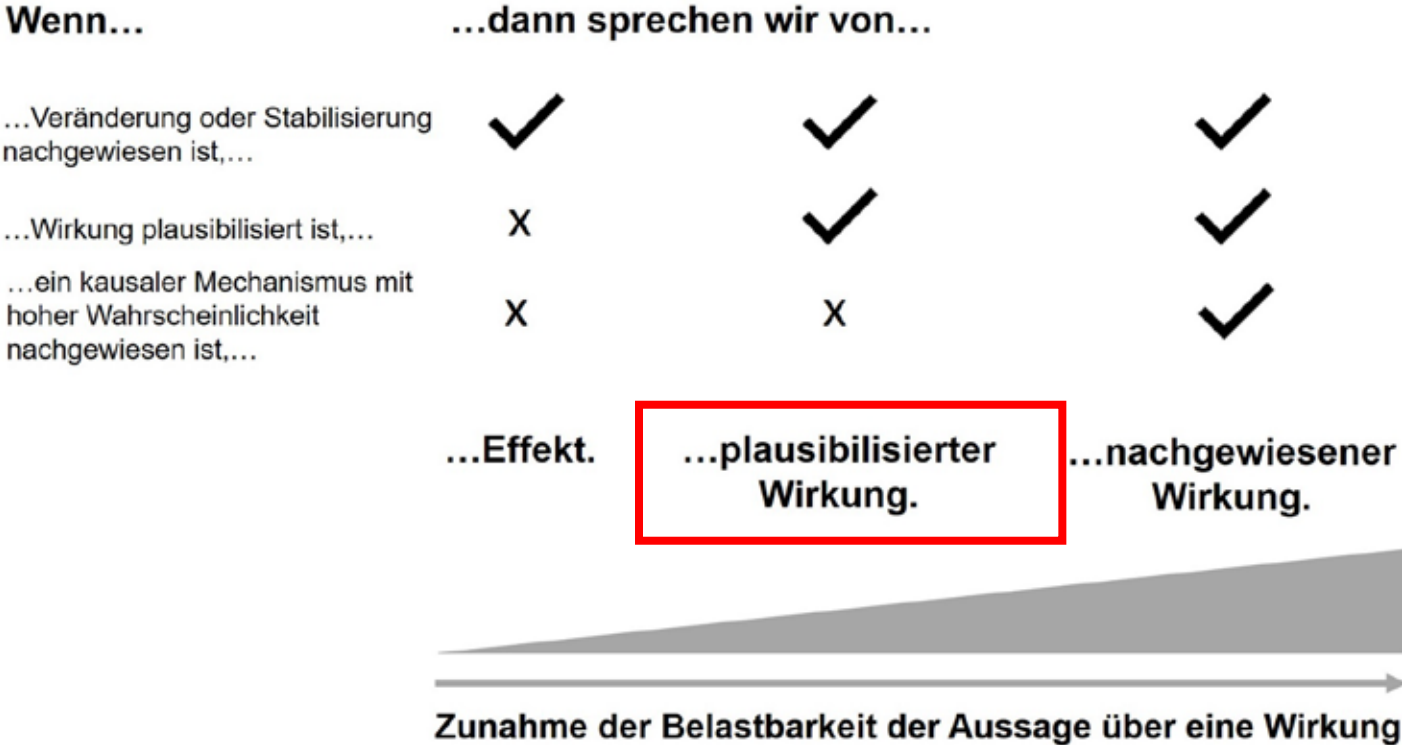 Wenn…
…dann sprechen wir von…
…Veränderung oder Stabilisierung
nachgewiesen ist,…
…Wirkung plausibilisiert ist,…
X
…ein kausaler Mechanismus mit
hoher Wahrscheinlichkeit
nachgewiesen ist,…
X
X
…Effekt.
…plausibilisierter
Wirkung.
…nachgewiesener
Wirkung.
Zunahme der Belastbarkeit der Aussage über eine Wirkung